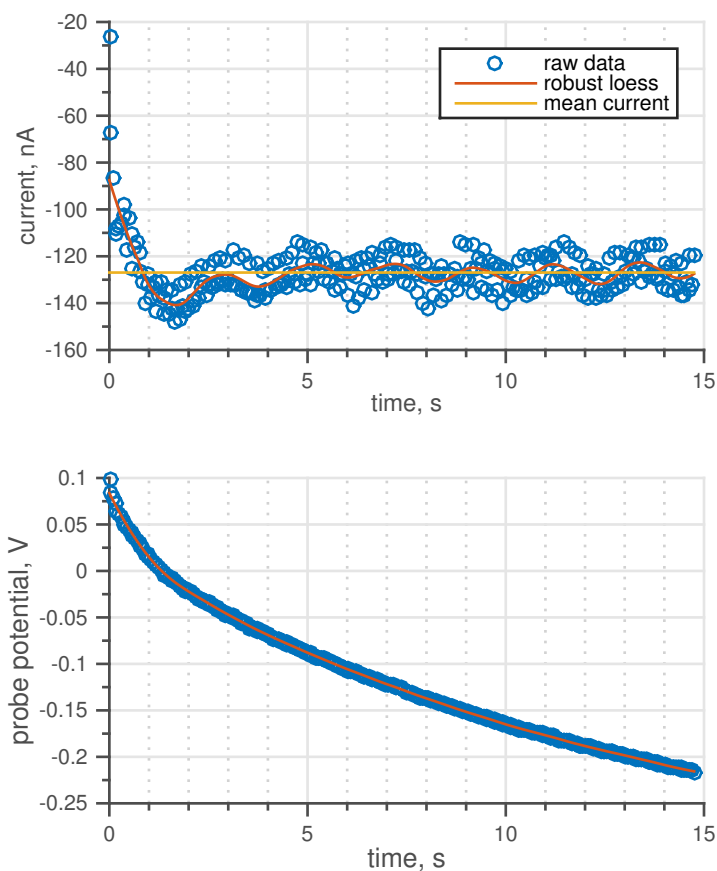 -20
-40
-60
-80
-100
-120
-140
-160
current, nA
raw data
robust loess
mean current
0 5 10 15
time, s
0.1
0.05
0
-0.05
-0.1
-0.15
-0.2
-0.25
probe potential, V
0 5 10 15
time, s